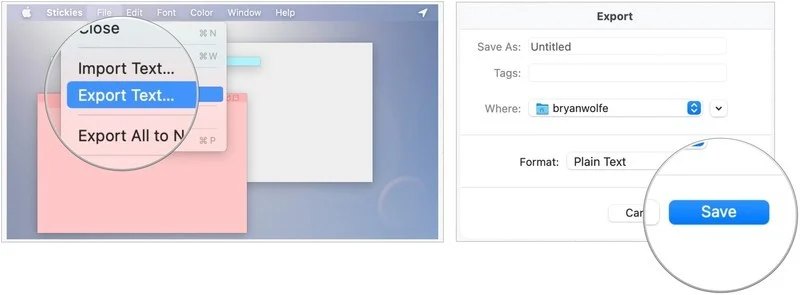 Stickies File Edit Font Color Window Help
Close
⌘N
⌘W
Import Text...
Export Text...
Export All to N
⌘P
Export
Save As: Untitled
Tags:
Where: bryanwolfe
Format: Plain Text
Can
Save